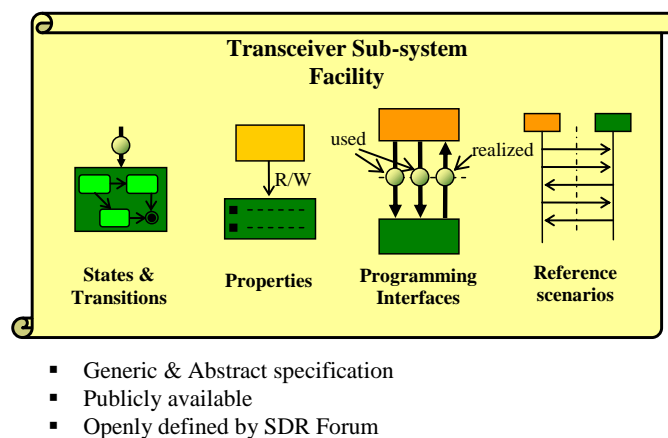 Transceiver Sub-system
Facility
used
realized
R/W
States &
Transitions
Properties
Programming
Interfaces
Reference
scenarios
▪ Generic & Abstract specification
▪ Publicly available
▪ Openly defined by SDR Forum